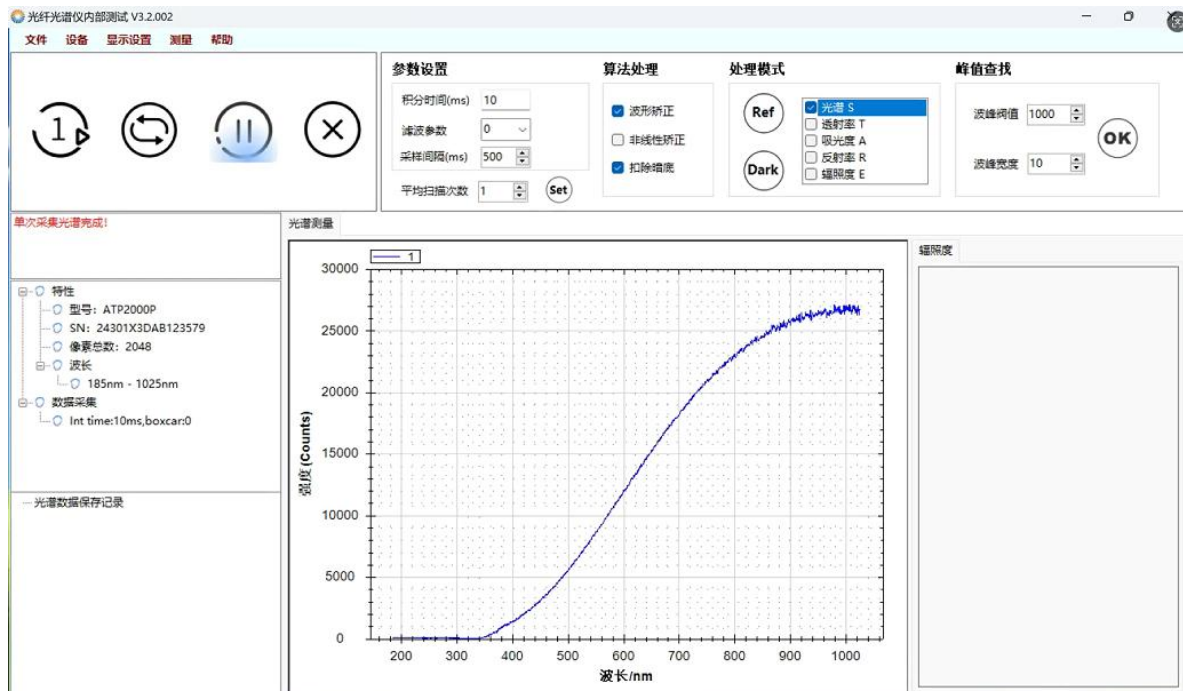 光纤光谱仪内部测试 V3.2.002
文件 设备 显示设置 测量 帮助
1
参数设置
积分时间(ms) 10
滤波参数 0
采样间隔(ms) 500
平均扫描次数 1 Set
算法处理
波形矫正
非线性矫正
扣除暗底
处理模式
Ref
Dark
光谱 S
透射率 T
吸光度 A
反射率 R
辐照度 E
峰值查找
波峰阀值 1000
波峰宽度 10
OK
单次采集光谱完成!
特性
型号: ATP2000P
SN: 24301X3DAB123579
像素总数: 2048
波长
185nm - 1025nm
数据采集
Int time:10ms,boxcar:0
光谱数据保存记录
光谱测量
1
30000
25000
20000
15000
10000
5000
0
强度(Counts)
200 300 400 500 600 700 800 900 1000
波长/nm
辐照度